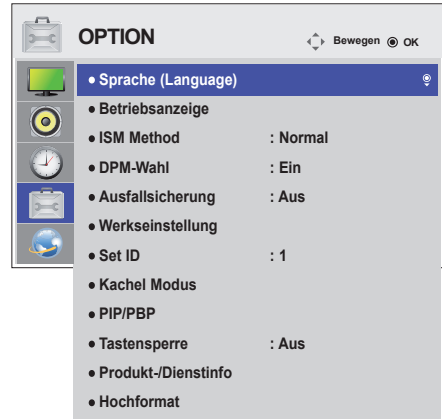 OPTION Bewegen OK
• Sprache (Language)
• Betriebsanzeige
• ISM Method : Normal
• DPM-Wahl : Ein
• Ausfallsicherung : Aus
• Werkseinstellung
• Set ID : 1
• Kachel Modus
• PIP/PBP
• Tastensperre : Aus
• Produkt-/Dienstinfo
• Hochformat